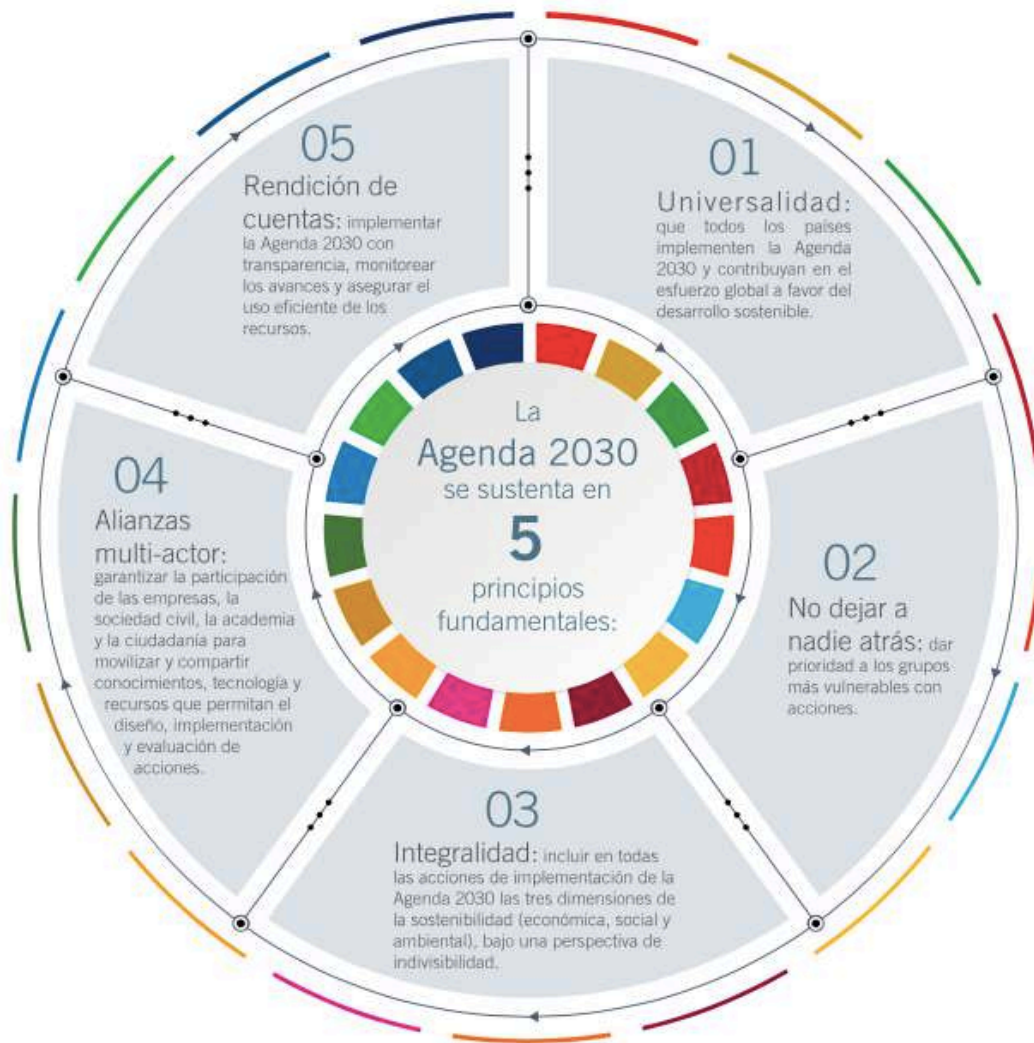 La
Agenda 2030
se sustenta en
5
principios
fundamentales:
01
Universalidad:
que todos los países
implementen la Agenda
2030 y contribuyan en el
esfuerzo global a favor del
desarrollo sostenible.
02
No dejar a
nadie atrás: dar
prioridad a los grupos
más vulnerables con
acciones.
03
Integralidad: incluir en todas
las acciones de implementación de la
Agenda 2030 las tres dimensiones de
la sostenibilidad (económica, social y
ambiental), bajo una perspectiva de
indivisibilidad.
04
Alianzas
multi-actor:
garantizar la participación
de las empresas, la
sociedad civil, la academia
y la ciudadanía para
movilizar y compartir
conocimientos, tecnología y
recursos que permitan el
diseño, implementación
y evaluación de
acciones.
05
Rendición de
cuentas: implementar
la Agenda 2030 con
transparencia, monitorear
los avances y asegurar el
uso eficiente de los
recursos.